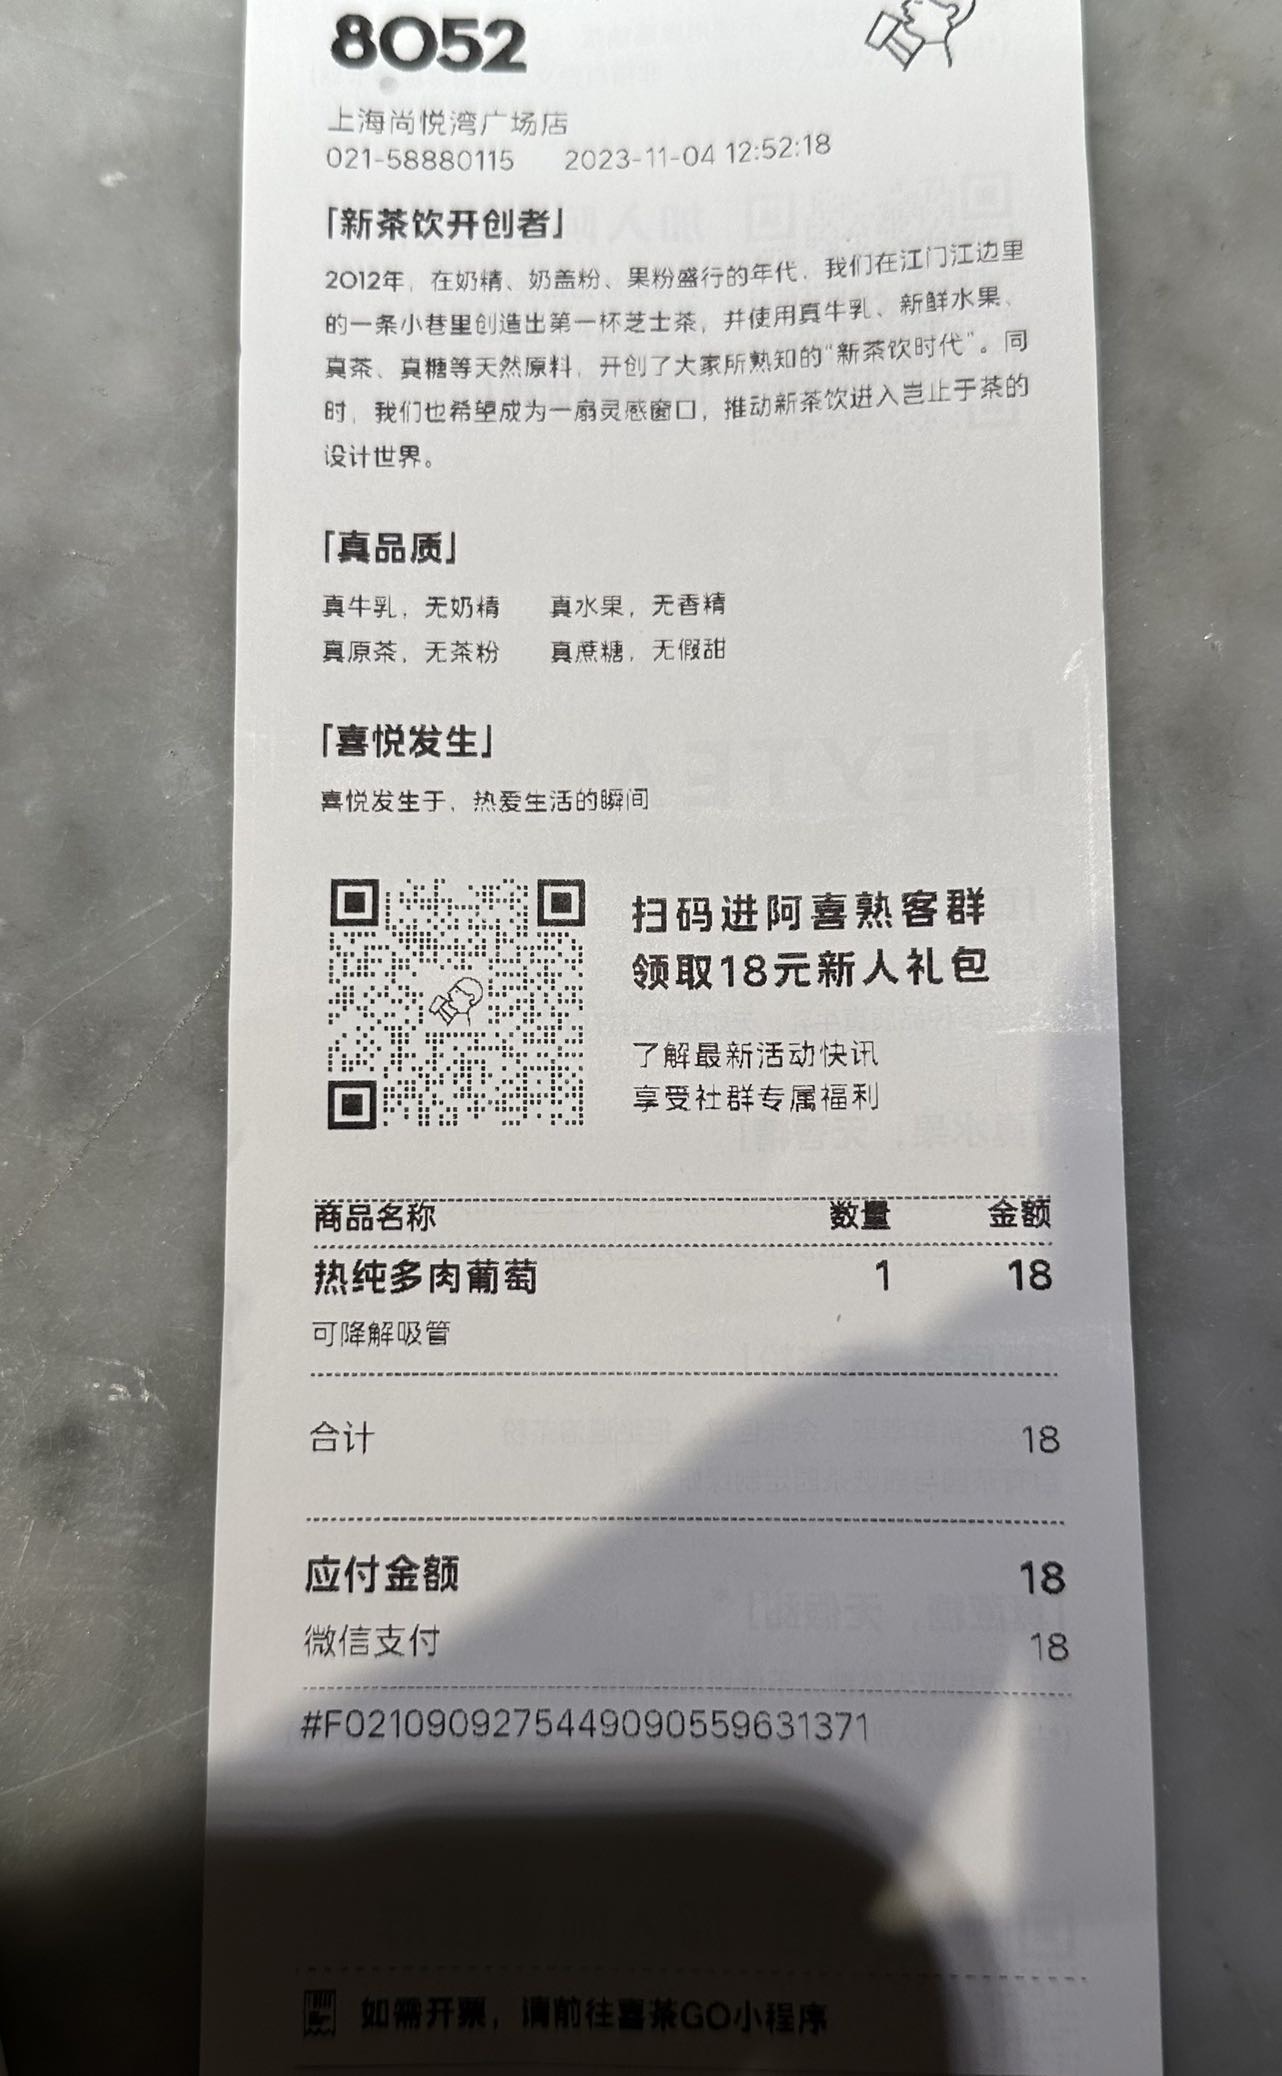 8052
上海尚悦湾广场店
021-58880115 2023-11-04 12:52:18
「新茶饮开创者」
2012年，在奶精、奶盖粉、果粉盛行的年代，我们在江门江边里
的一条小巷里创造出第一杯芝士茶，并使用真牛乳、新鲜水果、
真茶、真糖等天然原料，开创了大家所熟知的“新茶饮时代”。同
时，我们也希望成为一扇灵感窗口，推动新茶饮进入岂止于茶的
设计世界。
「真品质」
真牛乳，无奶精 真水果，无香精
真原茶，无茶粉 真蔗糖，无假甜
「喜悦发生」
喜悦发生于，热爱生活的瞬间
扫码进阿喜熟客群
领取18元新人礼包
了解最新活动快讯
享受社群专属福利
商品名称 数量 金额
热纯多肉葡萄 1 18
可降解吸管
合计 18
应付金额 18
微信支付 18
#F0210909275449090559631371
如需开票，请前往喜茶GO小程序